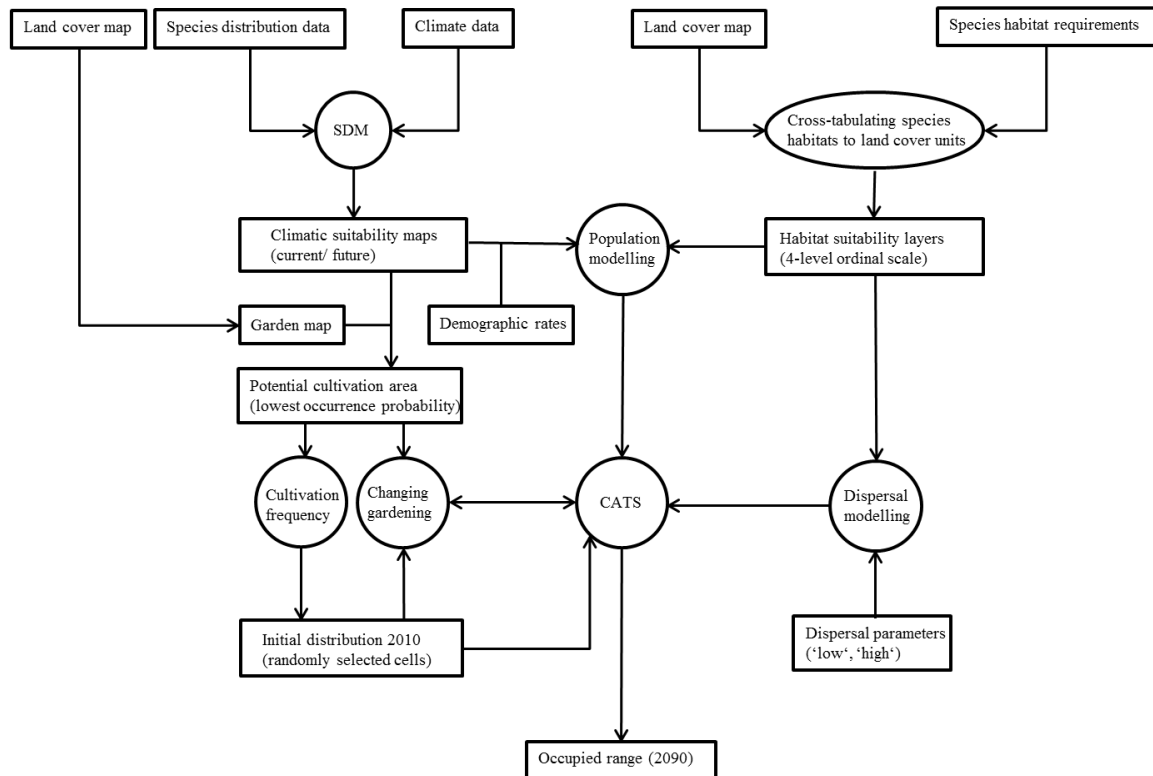 Land cover map
Species distribution data
Climate data
Land cover map
Species habitat requirements
SDM
Cross-tabulating species
habitats to land cover units
Climatic suitability maps
(current/ future)
Population
modelling
Habitat suitability layers
(4-level ordinal scale)
Garden map
Demographic rates
Potential cultivation area
(lowest occurrence probability)
Cultivation
frequency
Changing
gardening
CATS
Dispersal
modelling
Initial distribution 2010
(randomly selected cells)
Dispersal parameters
(‘low‘, ‘high‘)
Occupied range (2090)